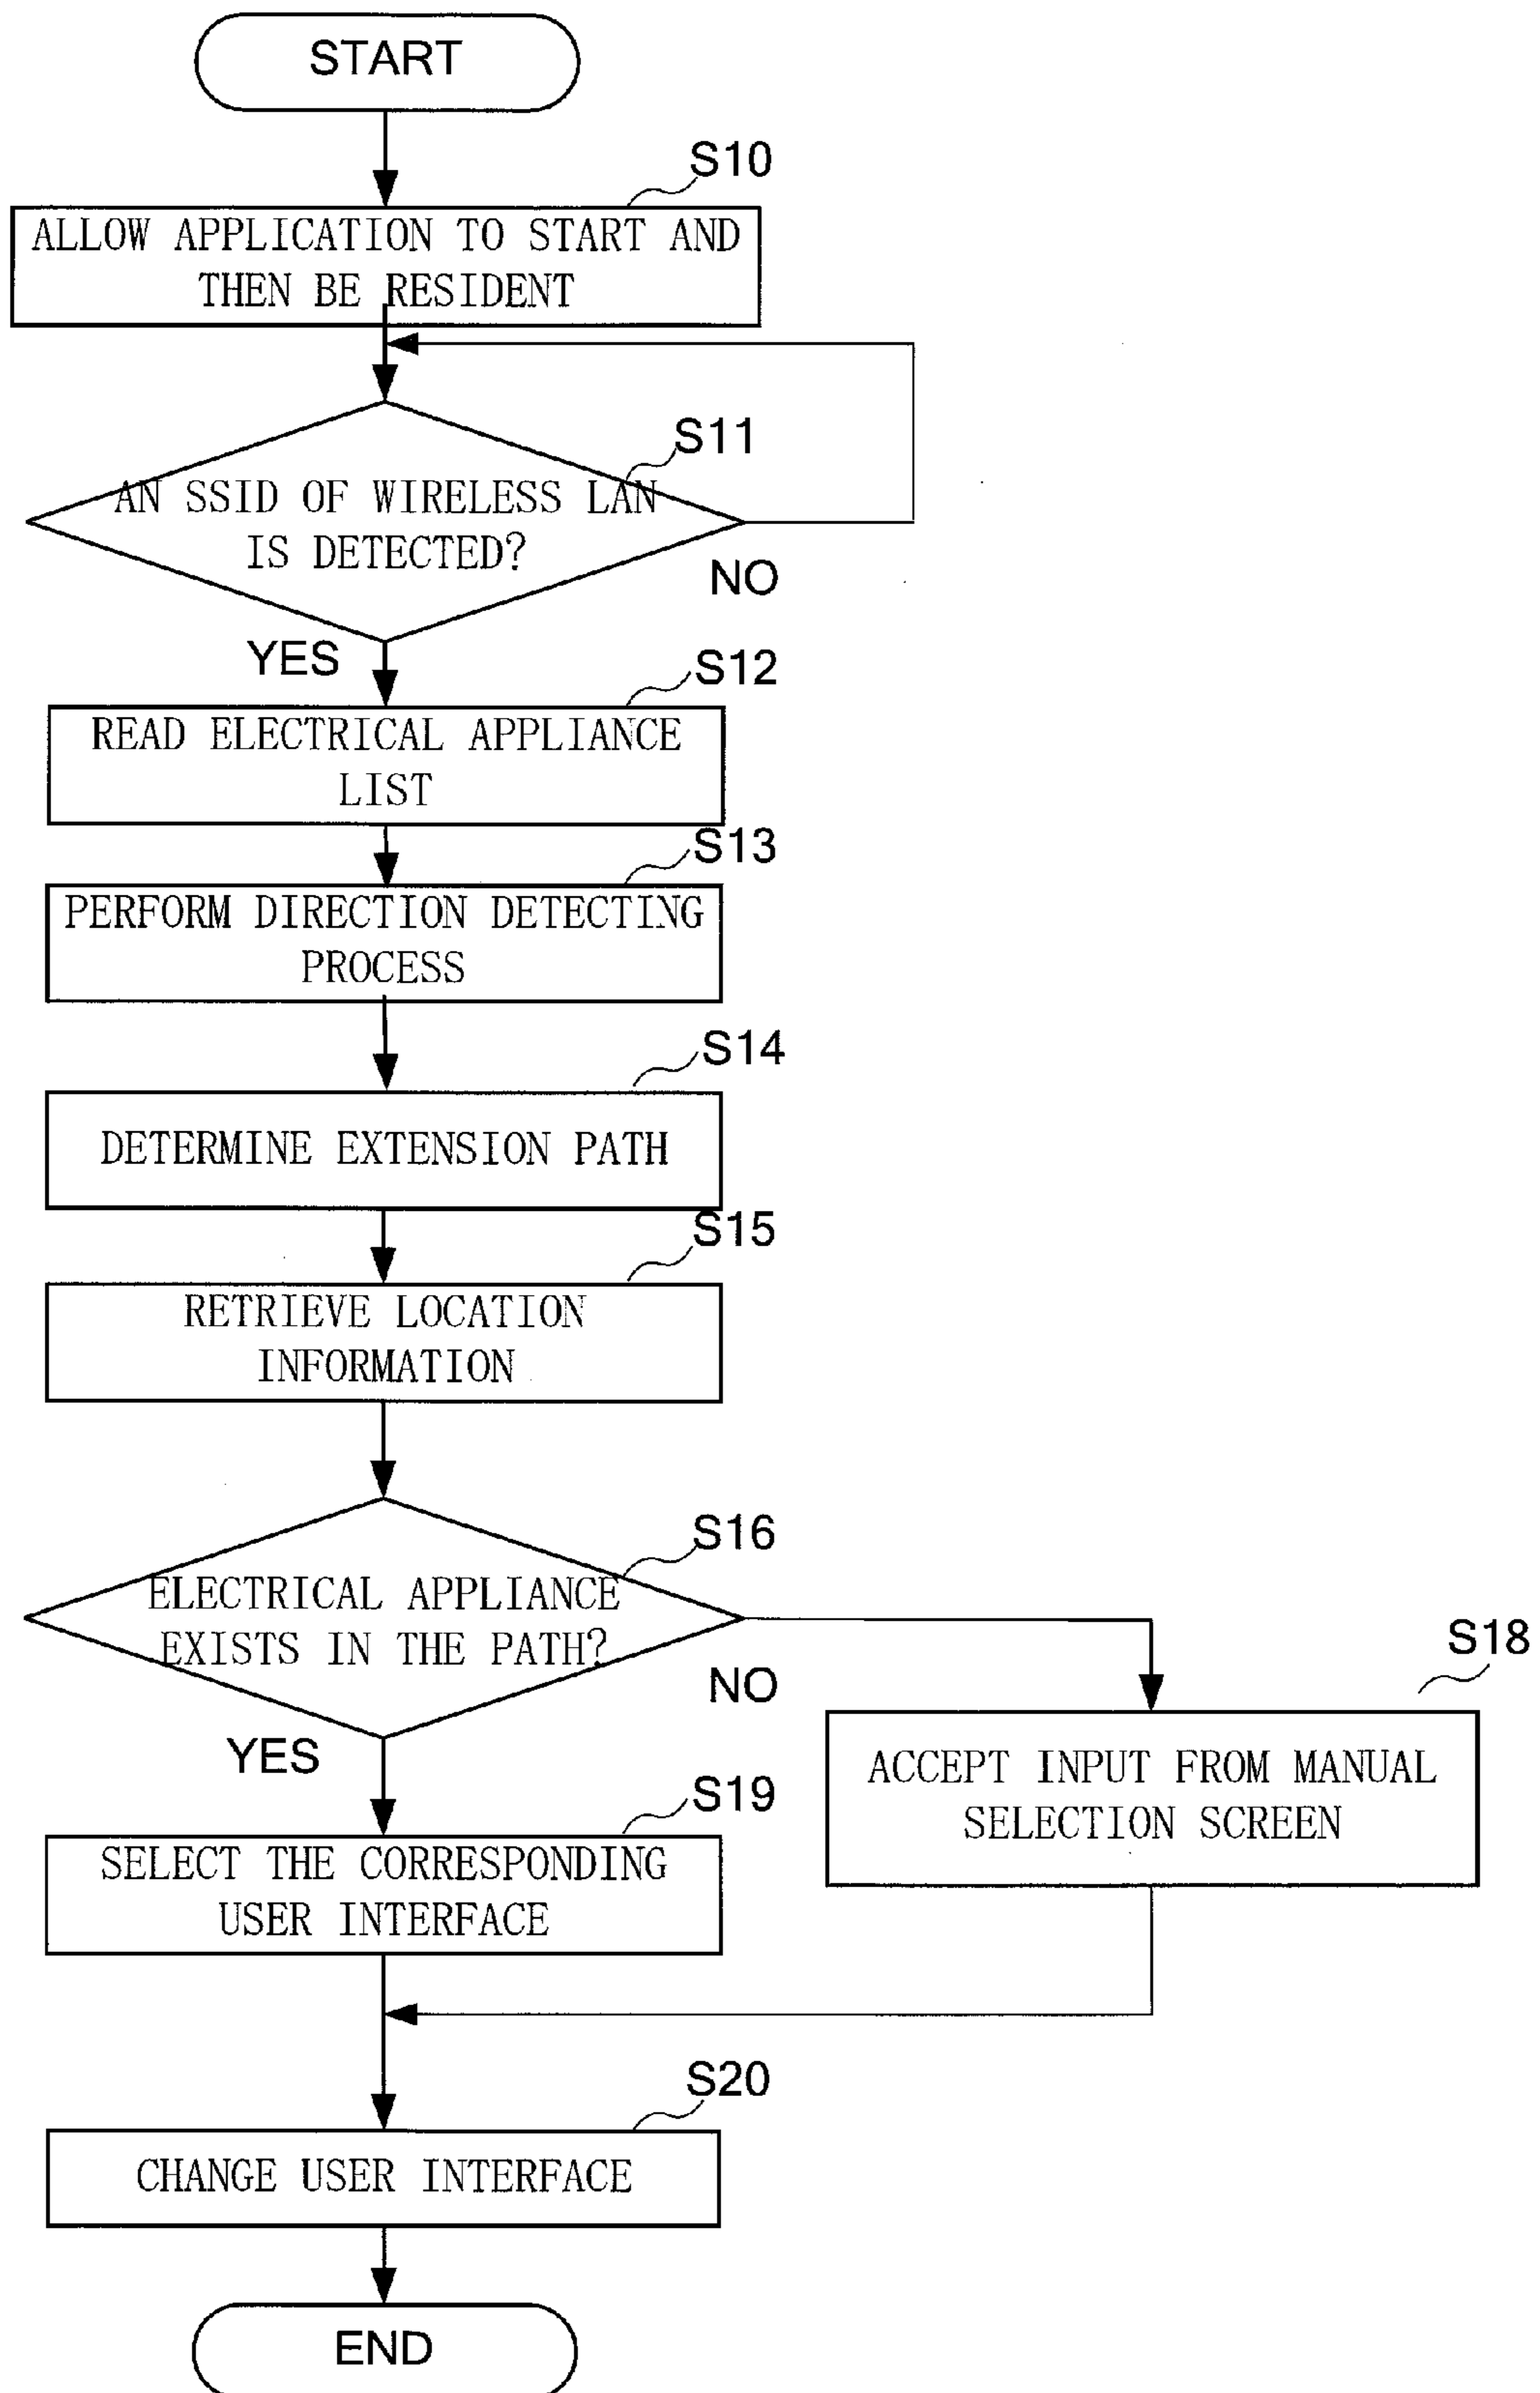 START
S10
ALLOW APPLICATION TO START AND
THEN BE RESIDENT
S11
AN SSID OF WIRELESS LAN
IS DETECTED?
NO
YES
S12
READ ELECTRICAL APPLIANCE
LIST
S13
PERFORM DIRECTION DETECTING
PROCESS
S14
DETERMINE EXTENSION PATH
S15
RETRIEVE LOCATION
INFORMATION
S16
ELECTRICAL APPLIANCE
EXISTS IN THE PATH?
NO
S18
ACCEPT INPUT FROM MANUAL
SELECTION SCREEN
YES
S19
SELECT THE CORRESPONDING
USER INTERFACE
S20
CHANGE USER INTERFACE
END